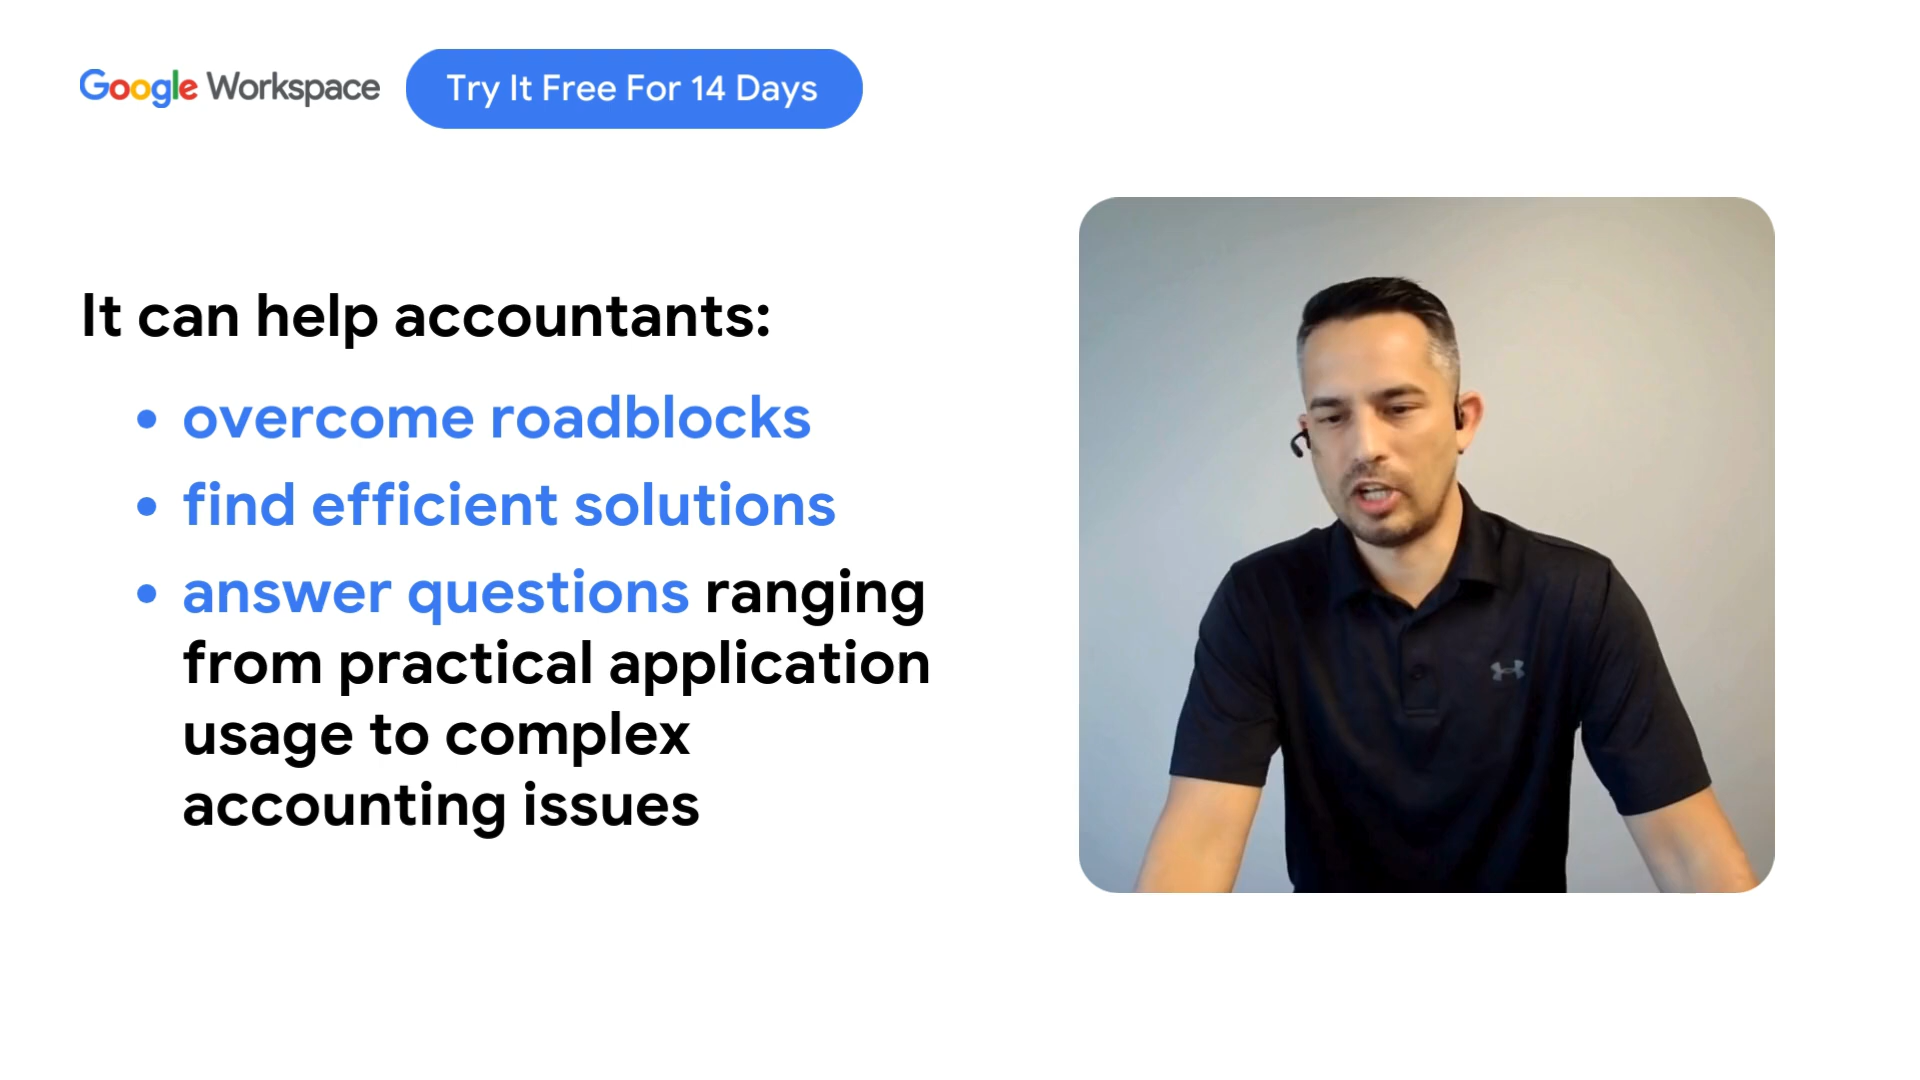 Google Workspace
Try It Free For 14 Days
It can help accountants:
• overcome roadblocks
• find efficient solutions
• answer questions ranging
from practical application
usage to complex
accounting issues